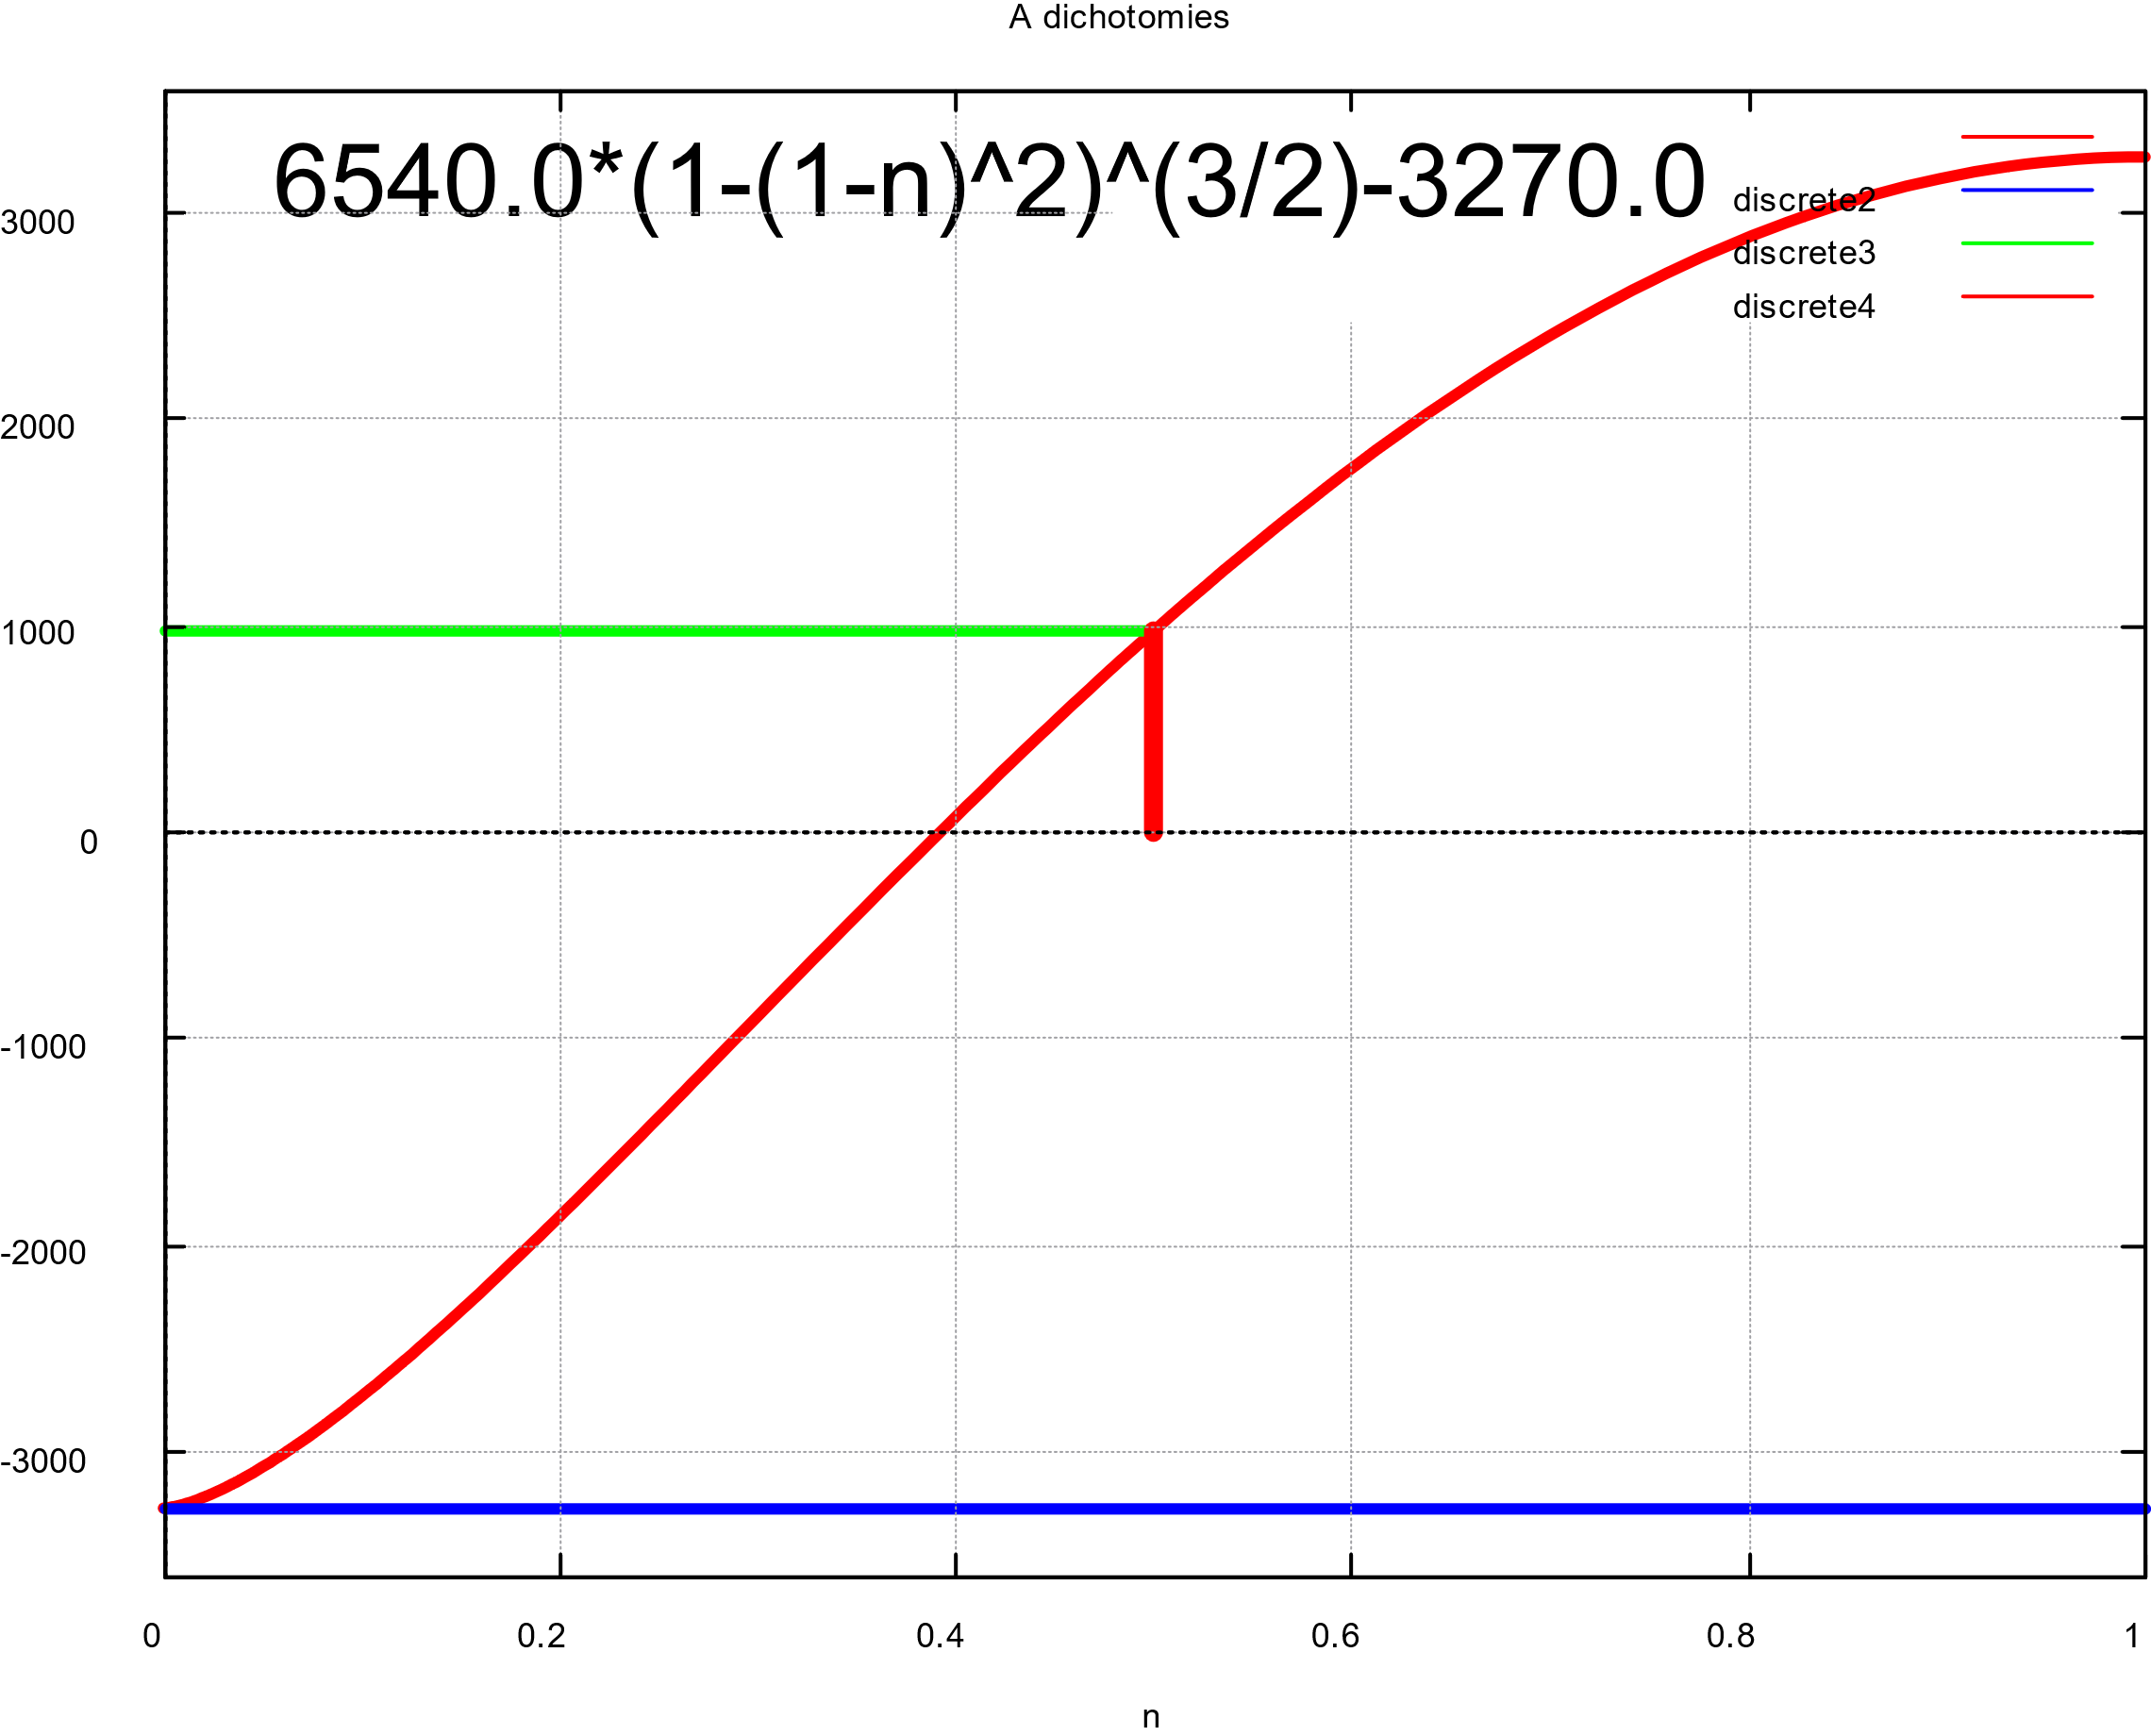 A dichotomies
6540.0*(1-(1-n)^2)^(3/2)-3270.0
discrete2
discrete3
discrete4
3000
2000
1000
0
-1000
-2000
-3000
0 0.2 0.4 0.6 0.8 1
n